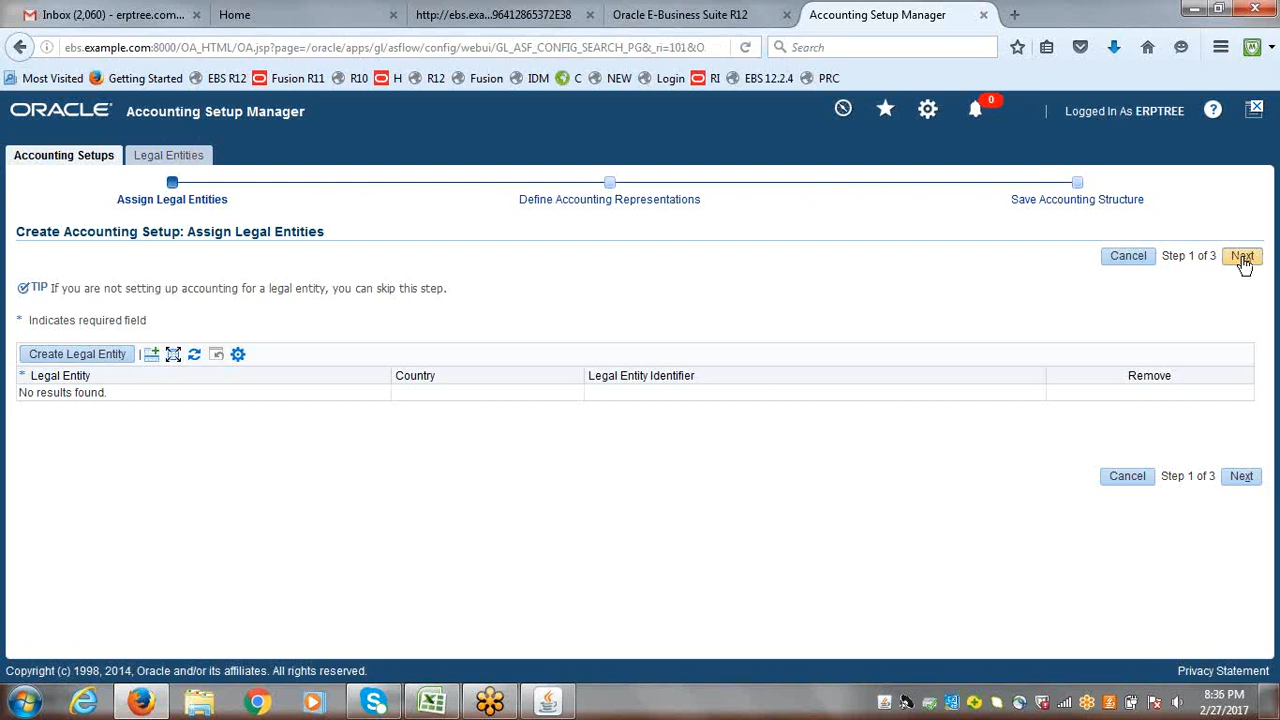 Inbox (2,060) - erptree.com...
Home
http://ebs.exa...96412865372E38
Oracle E-Business Suite R12
Accounting Setup Manager
ebs.example.com:8000/OA_HTML/OA.jsp?page=/oracle/apps/gl/asflow/config/webui/GL_ASF_CONFIG_SEARCH_PG&_ri=101&O
Search
Most Visited
Getting Started
EBS R12
Fusion R11
R10
H
R12
Fusion
IDM
C
NEW
Login
RI
EBS 12.2.4
PRC
ORACLE Accounting Setup Manager
0
Logged In As ERPTREE
Accounting Setups
Legal Entities
Assign Legal Entities
Define Accounting Representations
Save Accounting Structure
Create Accounting Setup: Assign Legal Entities
Cancel Step 1 of 3 Next
TIP If you are not setting up accounting for a legal entity, you can skip this step.
* Indicates required field
Create Legal Entity
* Legal Entity Country Legal Entity Identifier Remove
No results found.
Cancel Step 1 of 3 Next
Copyright (c) 1998, 2014, Oracle and/or its affiliates. All rights reserved.
Privacy Statement
8:35 PM
2/27/2017